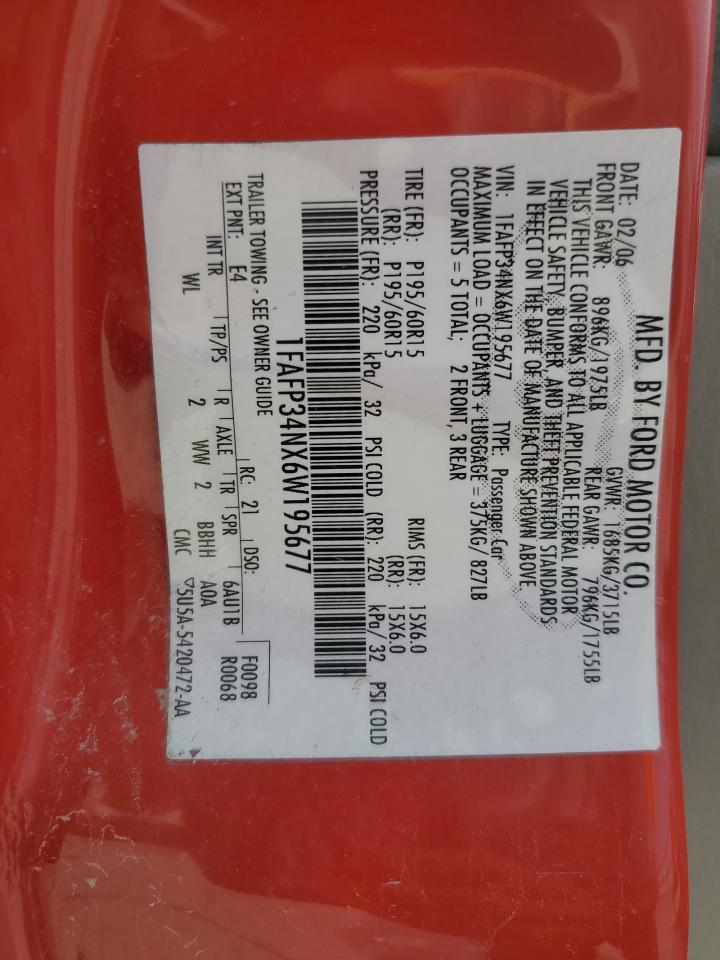 MFD. BY FORD MOTOR CO.
DATE: 02/06 GVWR: 1685KG/3715LB
FRONT GAWR: 896KG/1975LB REAR GAWR: 796KG/1755LB
THIS VEHICLE CONFORMS TO ALL APPLICABLE FEDERAL MOTOR
VEHICLE SAFETY, BUMPER, AND THEFT PREVENTION STANDARDS
IN EFFECT ON THE DATE OF MANUFACTURE SHOWN ABOVE.
VIN: 1FAFP34NX6W195677 TYPE: Passenger Car
MAXIMUM LOAD = OCCUPANTS + LUGGAGE = 375KG/ 827LB
OCCUPANTS = 5 TOTAL; 2 FRONT, 3 REAR
TIRE (FR): P195/60R15 RIMS (FR): 15X6.0
(RR): P195/60R15 (RR): 15X6.0
PRESSURE (FR): 220 kPa/ 32 PSI COLD (RR): 220 kPa/ 32 PSI COLD
1FAFP34NX6W195677
TRAILER TOWING - SEE OWNER GUIDE F0098
RC: 21 DSO: R0068
EXT PNT: E4 6AU1B
INT TR TP/PS R AXLE TR SPR
WL 2 WW 2 BBHH A0A
CMC ▽5U5A-5420472-AA